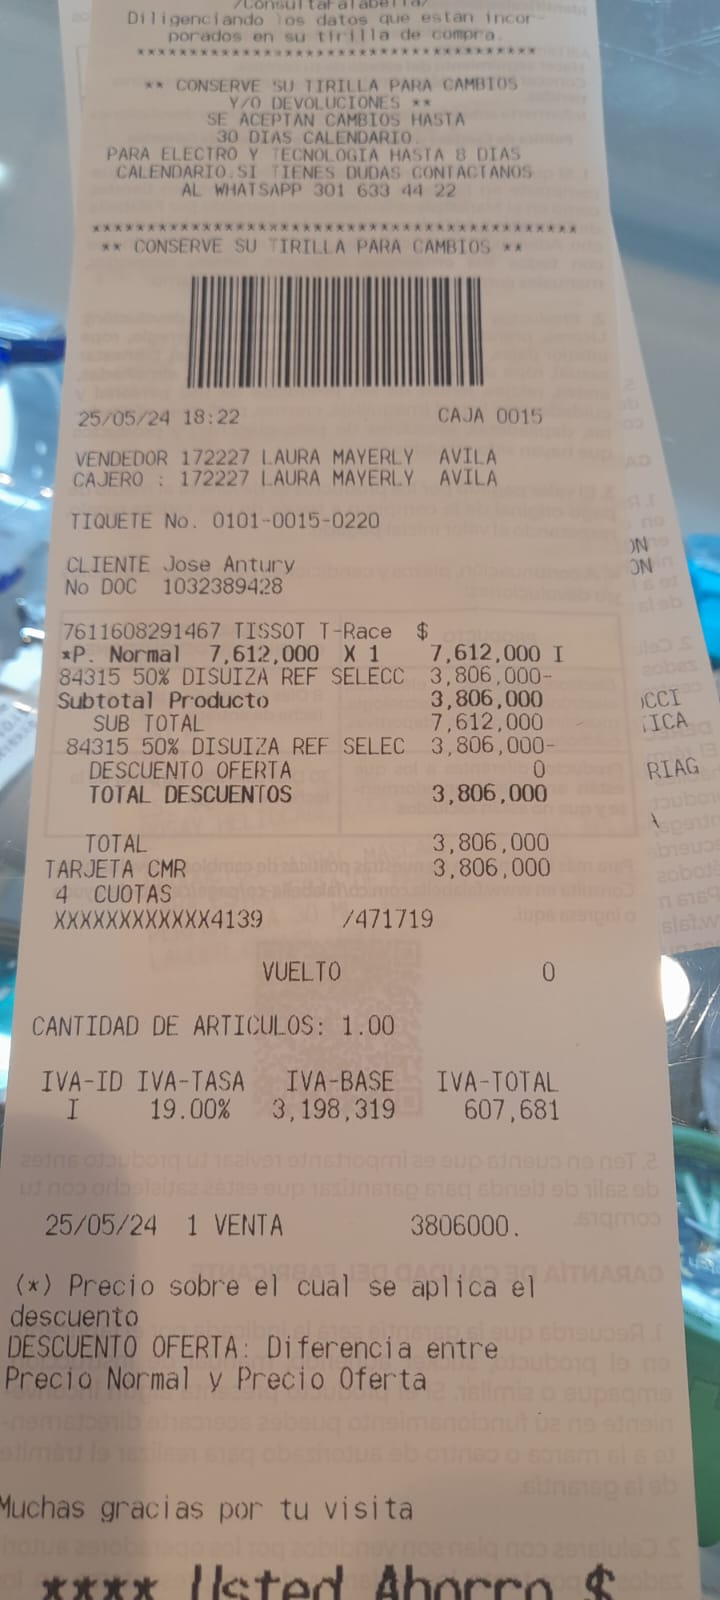 /ConsultaFalabella/
Diligenciando los datos que estan incor-
porados en su tirilla de compra.
****************************************
** CONSERVE SU TIRILLA PARA CAMBIOS
Y/O DEVOLUCIONES **
SE ACEPTAN CAMBIOS HASTA
30 DIAS CALENDARIO.
PARA ELECTRO Y TECNOLOGIA HASTA 8 DIAS
CALENDARIO.SI TIENES DUDAS CONTACTANOS
AL WHATSAPP 301 633 44 22
****************************************
** CONSERVE SU TIRILLA PARA CAMBIOS **
25/05/24 18:22 CAJA 0015
VENDEDOR 172227 LAURA MAYERLY AVILA
CAJERO : 172227 LAURA MAYERLY AVILA
TIQUETE No. 0101-0015-0220
CLIENTE Jose Antury
No DOC 1032389428
7611608291467 TISSOT T-Race $
*P. Normal 7,612,000 X 1 7,612,000 I
84315 50% DISUIZA REF SELECC 3,806,000-
Subtotal Producto 3,806,000
SUB TOTAL 7,612,000
84315 50% DISUIZA REF SELEC 3,806,000-
DESCUENTO OFERTA 0
TOTAL DESCUENTOS 3,806,000
TOTAL 3,806,000
TARJETA CMR 3,806,000
4 CUOTAS
XXXXXXXXXXXX4139 /471719
VUELTO 0
CANTIDAD DE ARTICULOS: 1.00
IVA-ID IVA-TASA IVA-BASE IVA-TOTAL
I 19.00% 3,198,319 607,681
25/05/24 1 VENTA 3806000.
(*) Precio sobre el cual se aplica el
descuento
DESCUENTO OFERTA: Diferencia entre
Precio Normal y Precio Oferta
Muchas gracias por tu visita
**** Usted Ahorro $